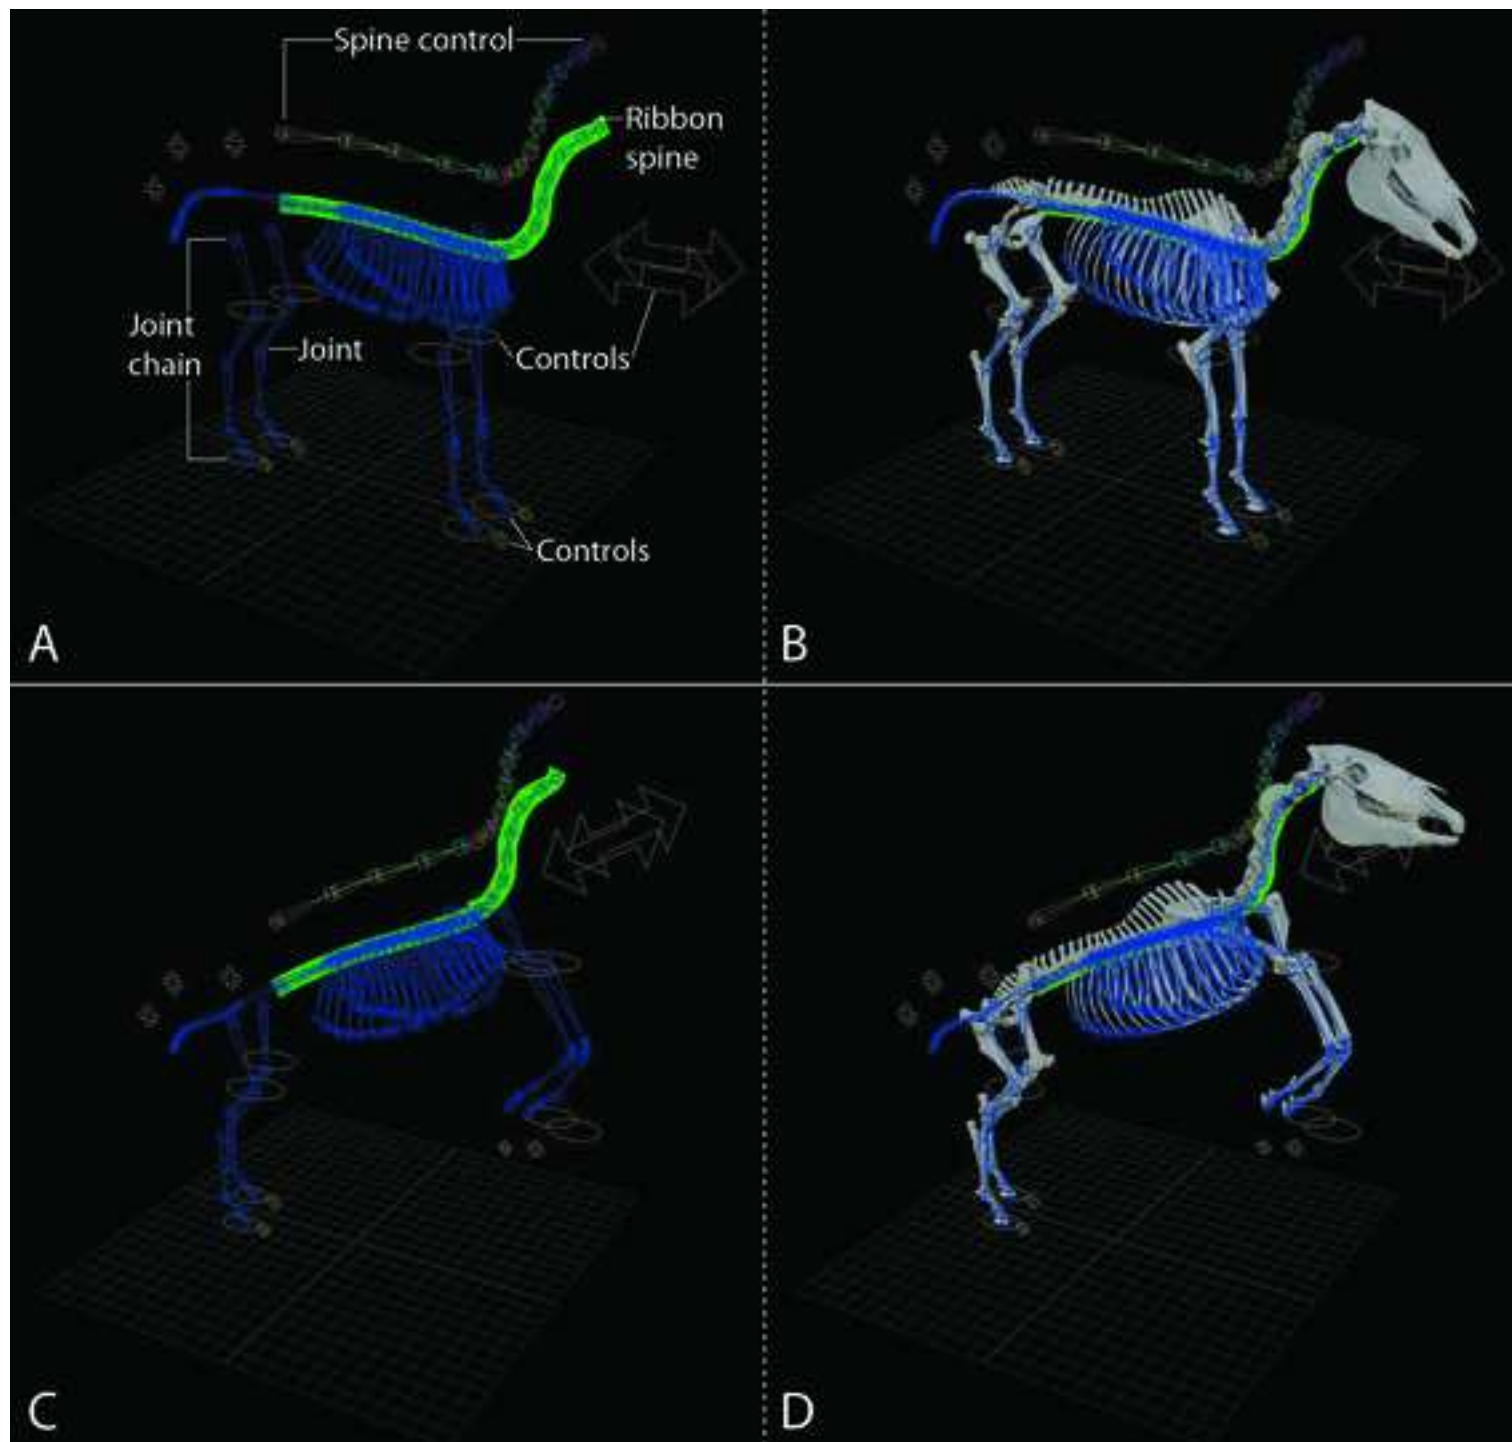 Spine control
Ribbon
spine
Joint
chain
Joint
Controls
Controls
A
B
C
D